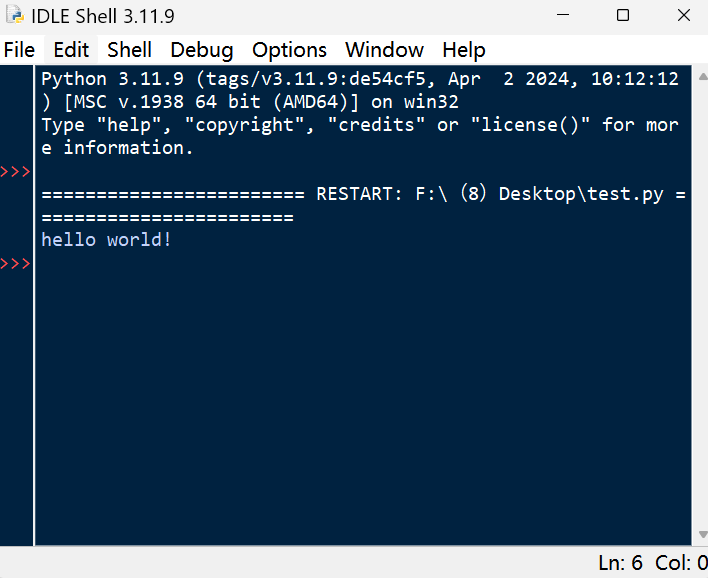 IDLE Shell 3.11.9
File Edit Shell Debug Options Window Help
Python 3.11.9 (tags/v3.11.9:de54cf5, Apr  2 2024, 10:12:12
) [MSC v.1938 64 bit (AMD64)] on win32
Type "help", "copyright", "credits" or "license()" for mor
e information.
>>>
======================== RESTART: F:\（8）Desktop\test.py =
=======================
hello world!
>>>
Ln: 6 Col: 0